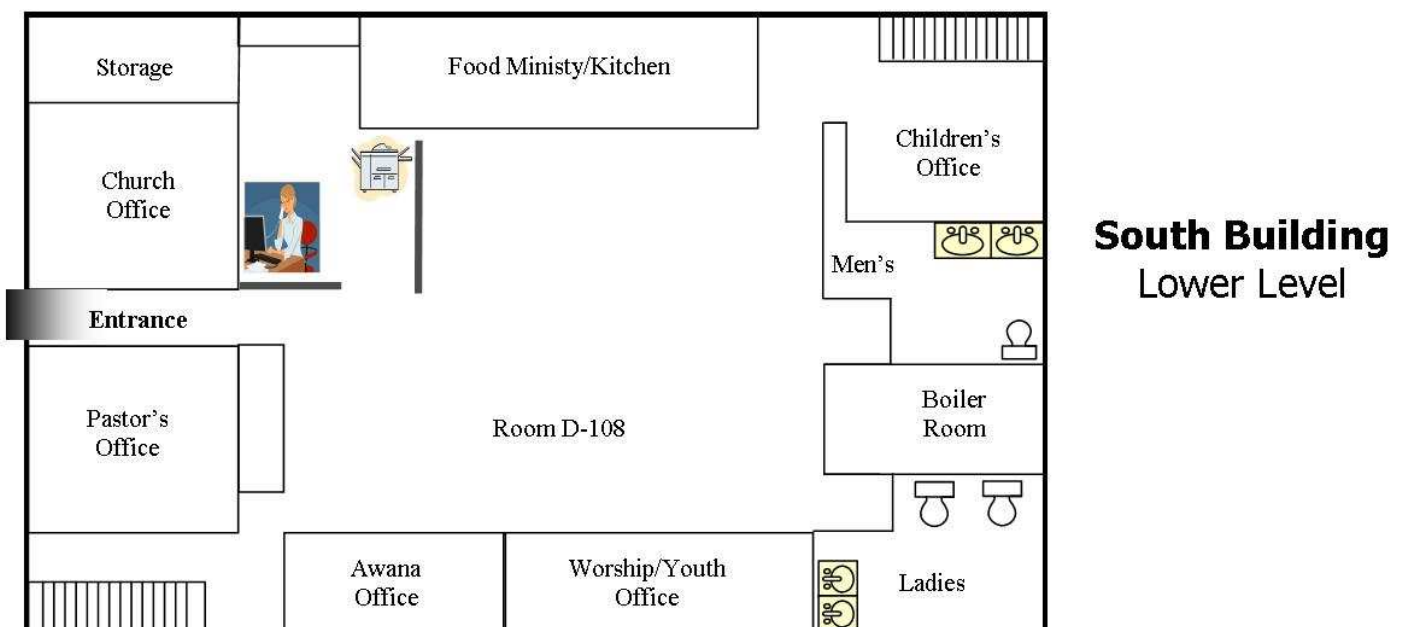 Storage
Food Ministy/Kitchen
Children’s
Office
Church
Office
South Building
Lower Level
Men’s
Entrance
Pastor’s
Office
Room D-108
Boiler
Room
Awana
Office
Worship/Youth
Office
Ladies